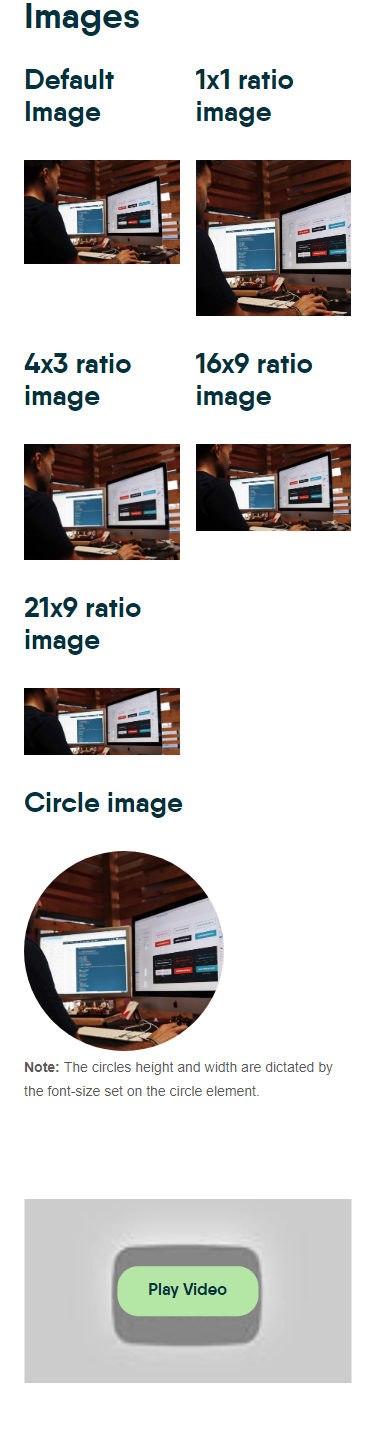 Images
Default
Image
1x1 ratio
image
4x3 ratio
image
16x9 ratio
image
21x9 ratio
image
Circle image
Note: The circles height and width are dictated by
the font-size set on the circle element.
Play Video